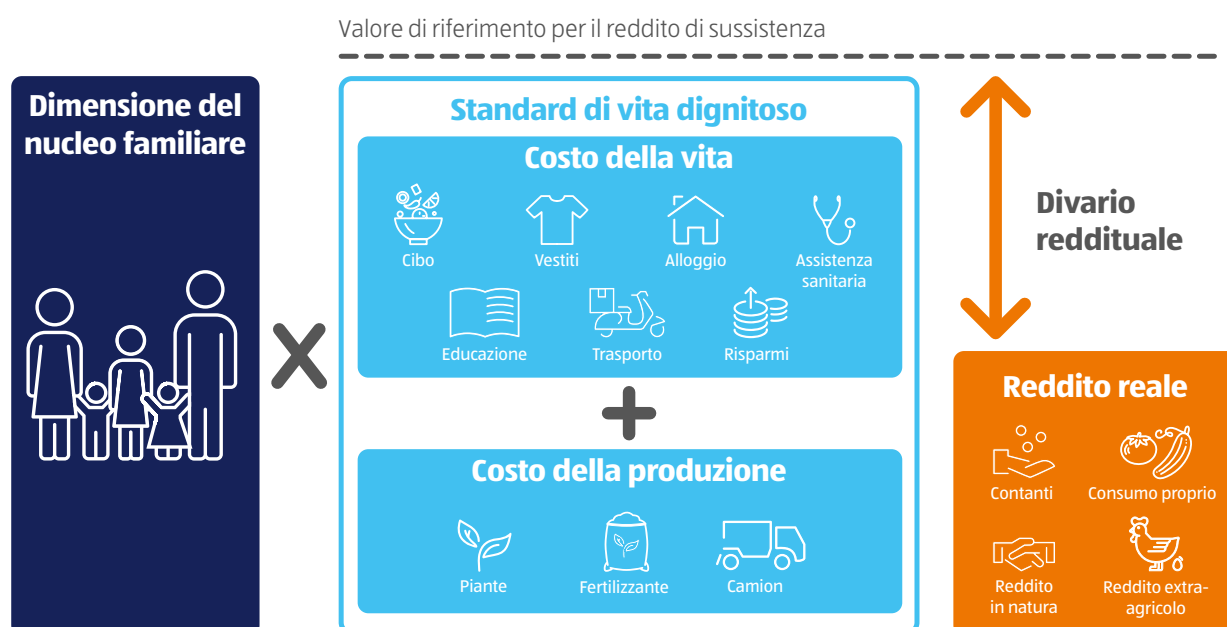 Valore di riferimento per il reddito di sussistenza
Dimensione del
nucleo familiare
X
Standard di vita dignitoso
Costo della vita
Cibo
Vestiti
Alloggio
Assistenza
sanitaria
Educazione
Trasporto
Risparmi
+
Costo della produzione
Piante
Fertilizzante
Camion
Divario
reddituale
Reddito reale
Contanti
Consumo proprio
Reddito
in natura
Reddito extra-
agricolo